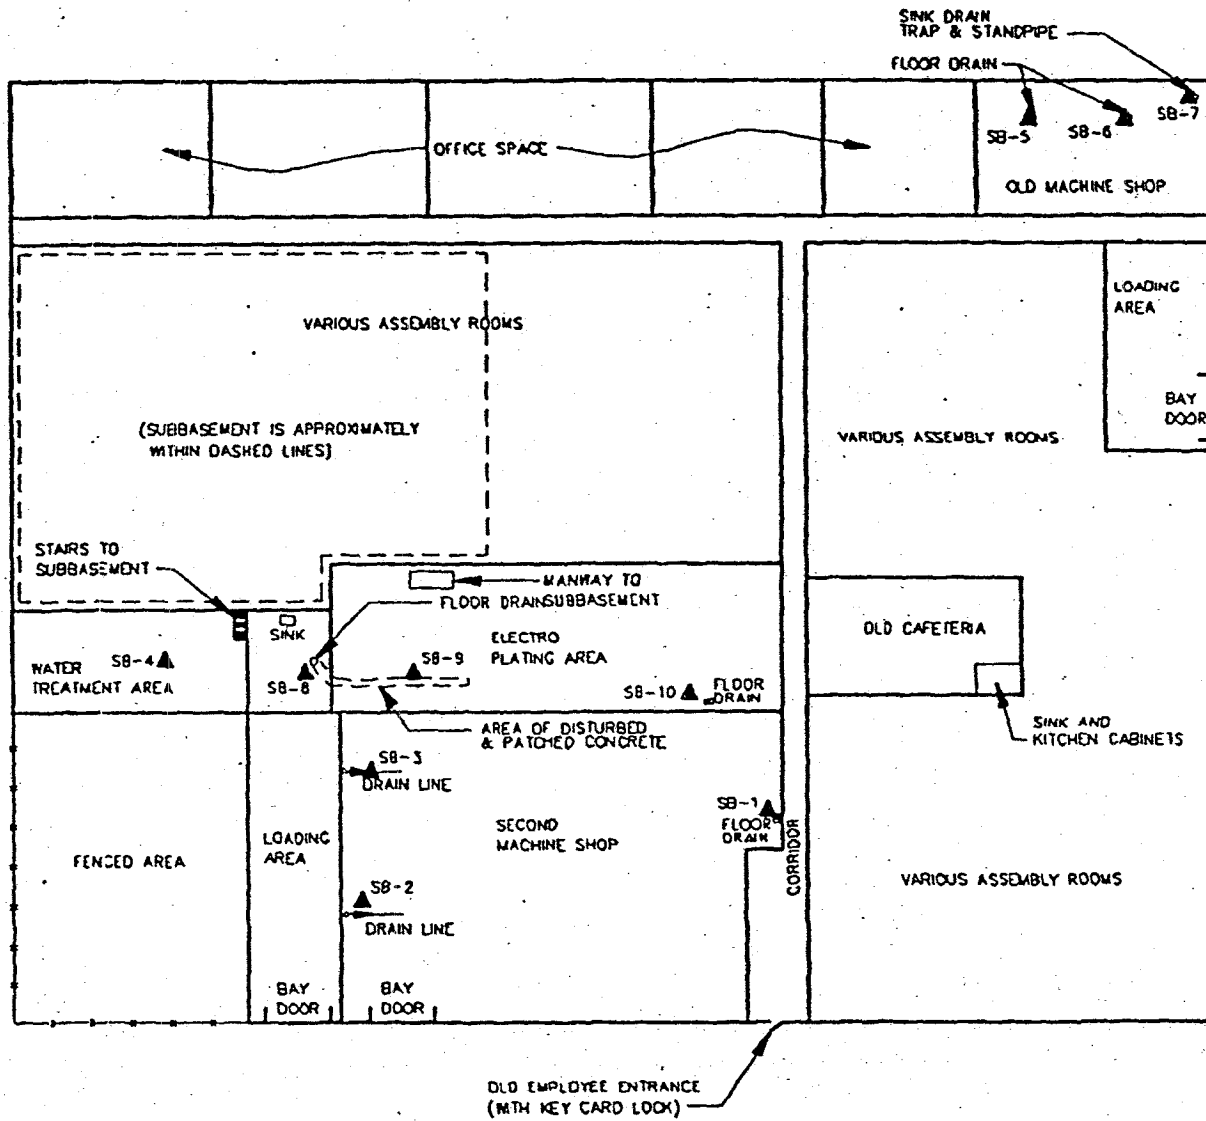 SINK DRAIN
TRAP & STANDPIPE
FLOOR DRAIN
SB-5
SB-6
SB-7
OFFICE SPACE
OLD MACHINE SHOP
LOADING
AREA
VARIOUS ASSEMBLY ROOMS
BAY
DOOR
(SUBBASEMENT IS APPROXIMATELY
WITHIN DASHED LINES)
VARIOUS ASSEMBLY ROOMS
STAIRS TO
SUBBASEMENT
MANWAY TO
SUBBASEMENT
FLOOR DRAIN
SINK
ELECTRO
PLATING AREA
OLD CAFETERIA
WATER
TREATMENT AREA
SB-4
SB-8
SB-9
SB-10
FLOOR
DRAIN
AREA OF DISTURBED
& PATCHED CONCRETE
SINK AND
KITCHEN CABINETS
SB-3
DRAIN LINE
SB-1
FLOOR
DRAIN
SECOND
MACHINE SHOP
LOADING
AREA
FENCED AREA
CORRIDOR
VARIOUS ASSEMBLY ROOMS
SB-2
DRAIN LINE
BAY
DOOR
BAY
DOOR
OLD EMPLOYEE ENTRANCE
(WITH KEY CARD LOCK)